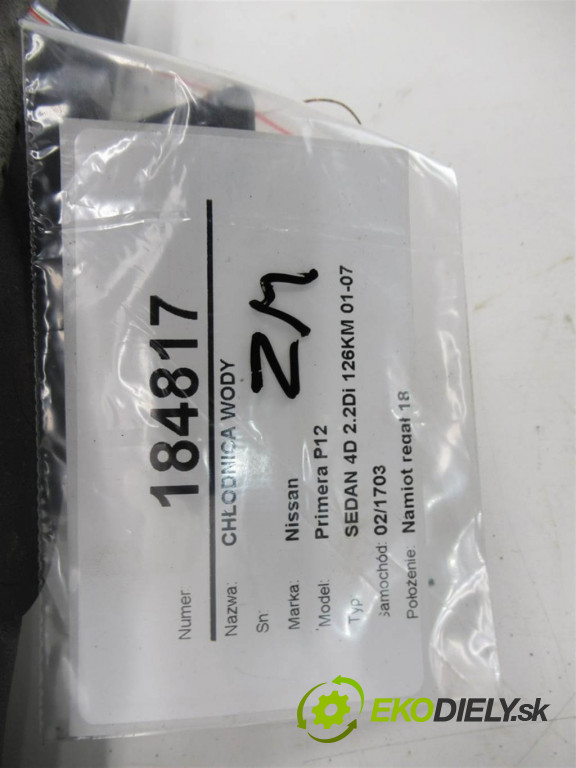 Numer 184817
Nazwa: CHŁODNICA WODY
Sn:
Marka: Nissan
Model: Primera P12
Typ SEDAN 4D 2.2Di 126KM 01-07
Samochód: 02/1703
Położenie: Namiot regał 18
EKODIELY.sk